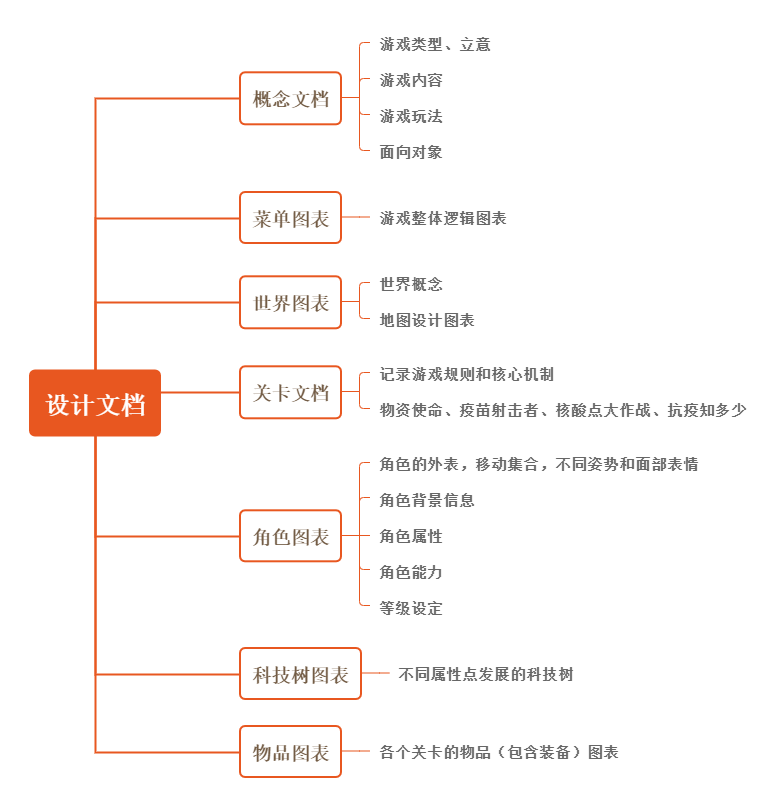 设计文档
概念文档
游戏类型、立意
游戏内容
游戏玩法
面向对象
菜单图表
游戏整体逻辑图表
世界图表
世界概念
地图设计图表
关卡文档
记录游戏规则和核心机制
物资使命、疫苗射击者、核酸点大作战、抗疫知多少
角色图表
角色的外表，移动集合，不同姿势和面部表情
角色背景信息
角色属性
角色能力
等级设定
科技树图表
不同属性点发展的科技树
物品图表
各个关卡的物品（包含装备）图表